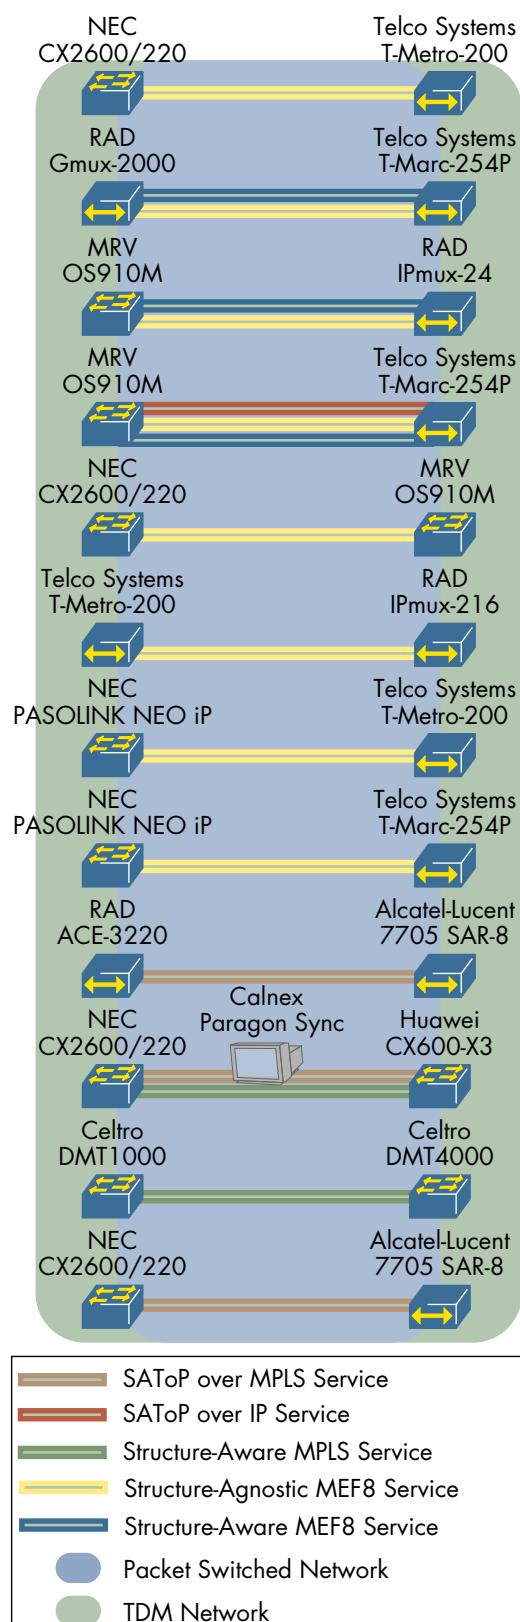 NEC
CX2600/220
Telco Systems
T-Metro-200
RAD
Gmux-2000
Telco Systems
T-Marc-254P
MRV
OS910M
RAD
IPmux-24
MRV
OS910M
Telco Systems
T-Marc-254P
NEC
CX2600/220
MRV
OS910M
Telco Systems
T-Metro-200
RAD
IPmux-216
NEC
PASOLINK NEO iP
Telco Systems
T-Metro-200
NEC
PASOLINK NEO iP
Telco Systems
T-Marc-254P
RAD
ACE-3220
Alcatel-Lucent
7705 SAR-8
Calnex
Paragon Sync
NEC
CX2600/220
Huawei
CX600-X3
Celtro
DMT1000
Celtro
DMT4000
NEC
CX2600/220
Alcatel-Lucent
7705 SAR-8
SAToP over MPLS Service
SAToP over IP Service
Structure-Aware MPLS Service
Structure-Agnostic MEF8 Service
Structure-Aware MEF8 Service
Packet Switched Network
TDM Network